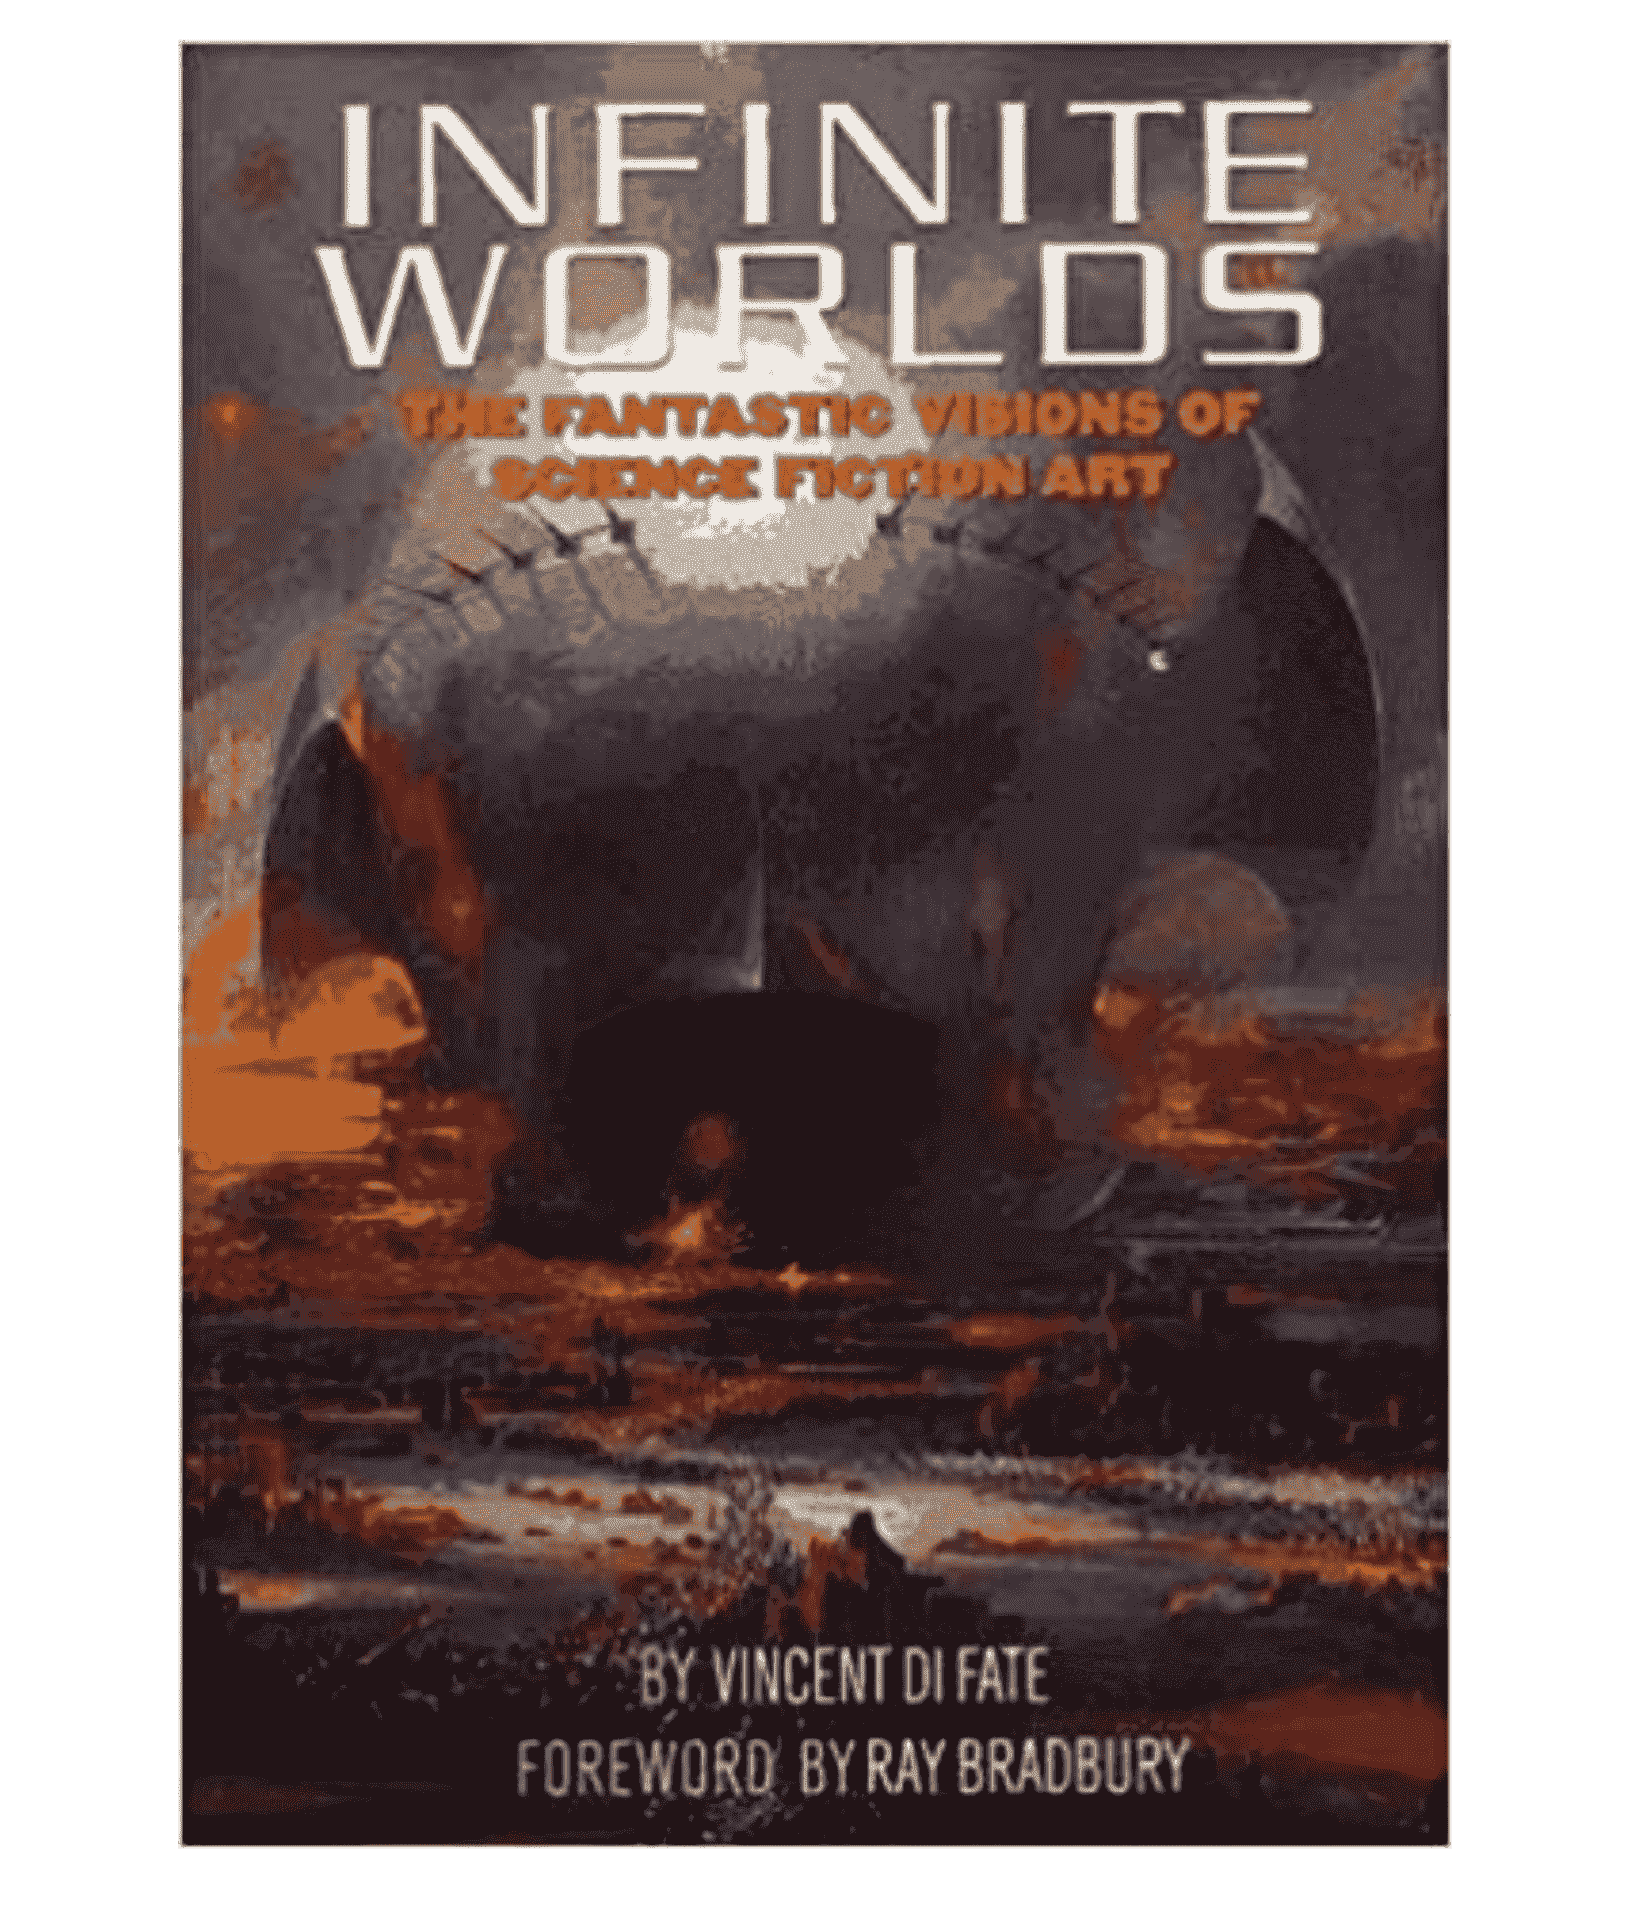 INFINITE
WORLDS
THE FANTASTIC VISIONS OF
SCIENCE FICTION ART
BY VINCENT DI FATE
FOREWORD BY RAY BRADBURY